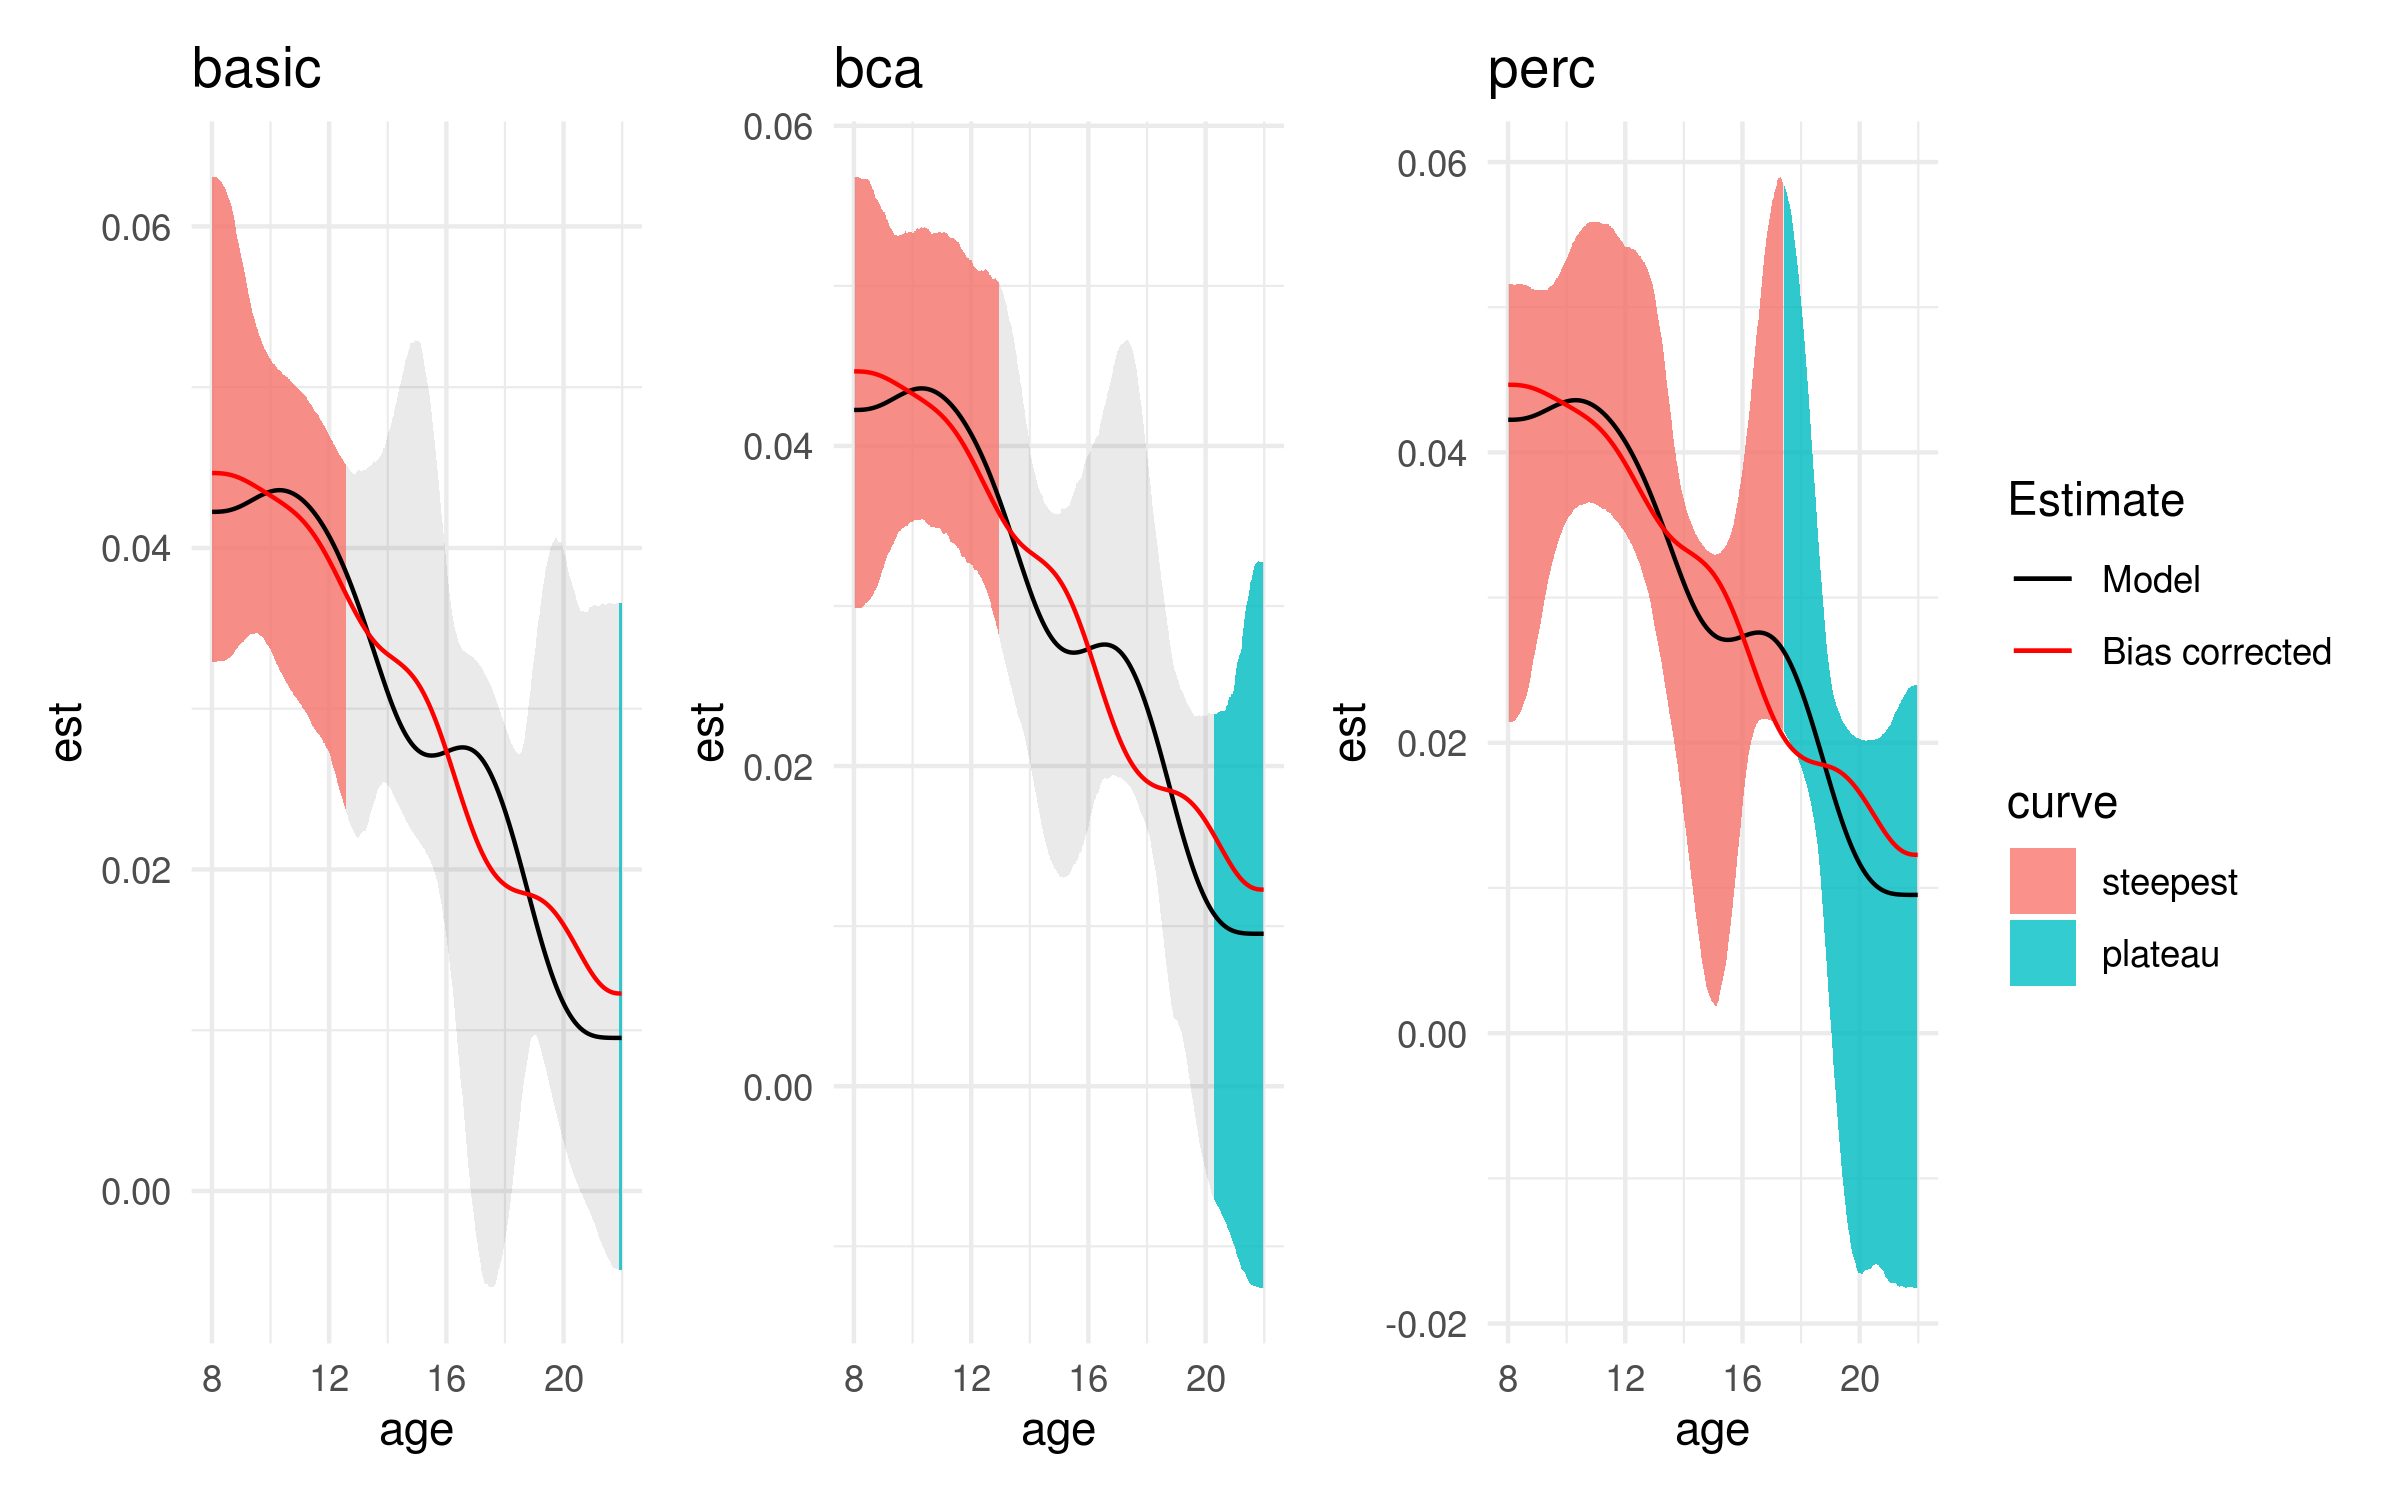 basic
0.06
0.04
0.02
0.00
est
8 12 16 20
age
bca
0.06
0.04
0.02
0.00
est
8 12 16 20
age
perc
0.06
0.04
0.02
0.00
-0.02
est
8 12 16 20
age
Estimate
Model
Bias corrected
curve
steepest
plateau